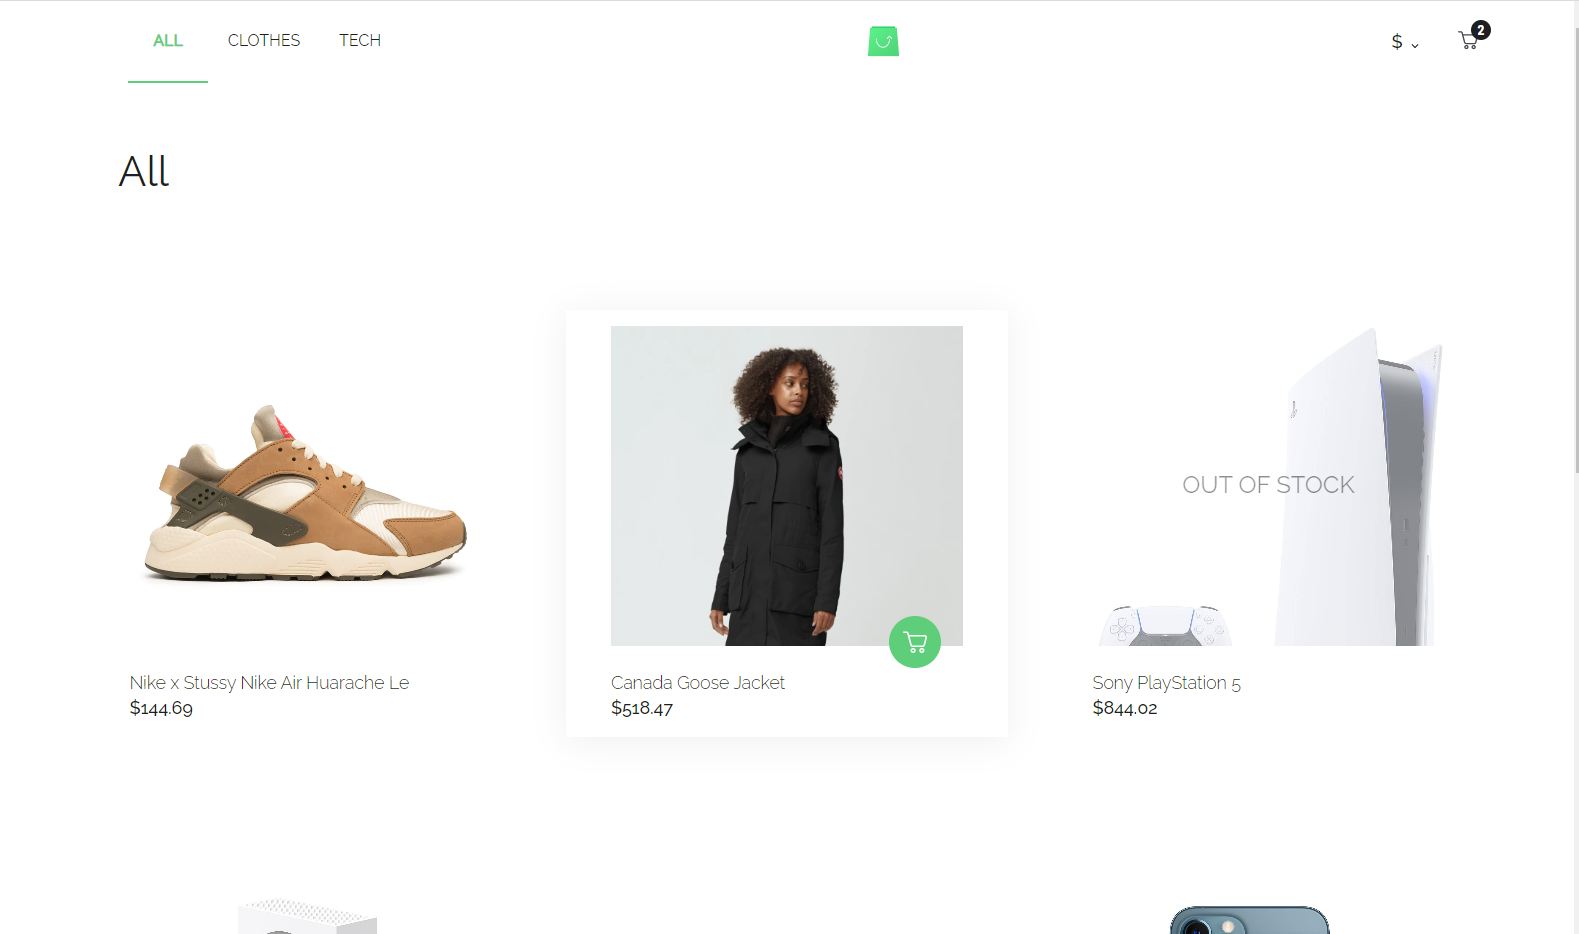 ALL CLOTHES TECH $ 2
All
OUT OF STOCK
Nike x Stussy Nike Air Huarache Le
$144.69
Canada Goose Jacket
$518.47
Sony PlayStation 5
$844.02